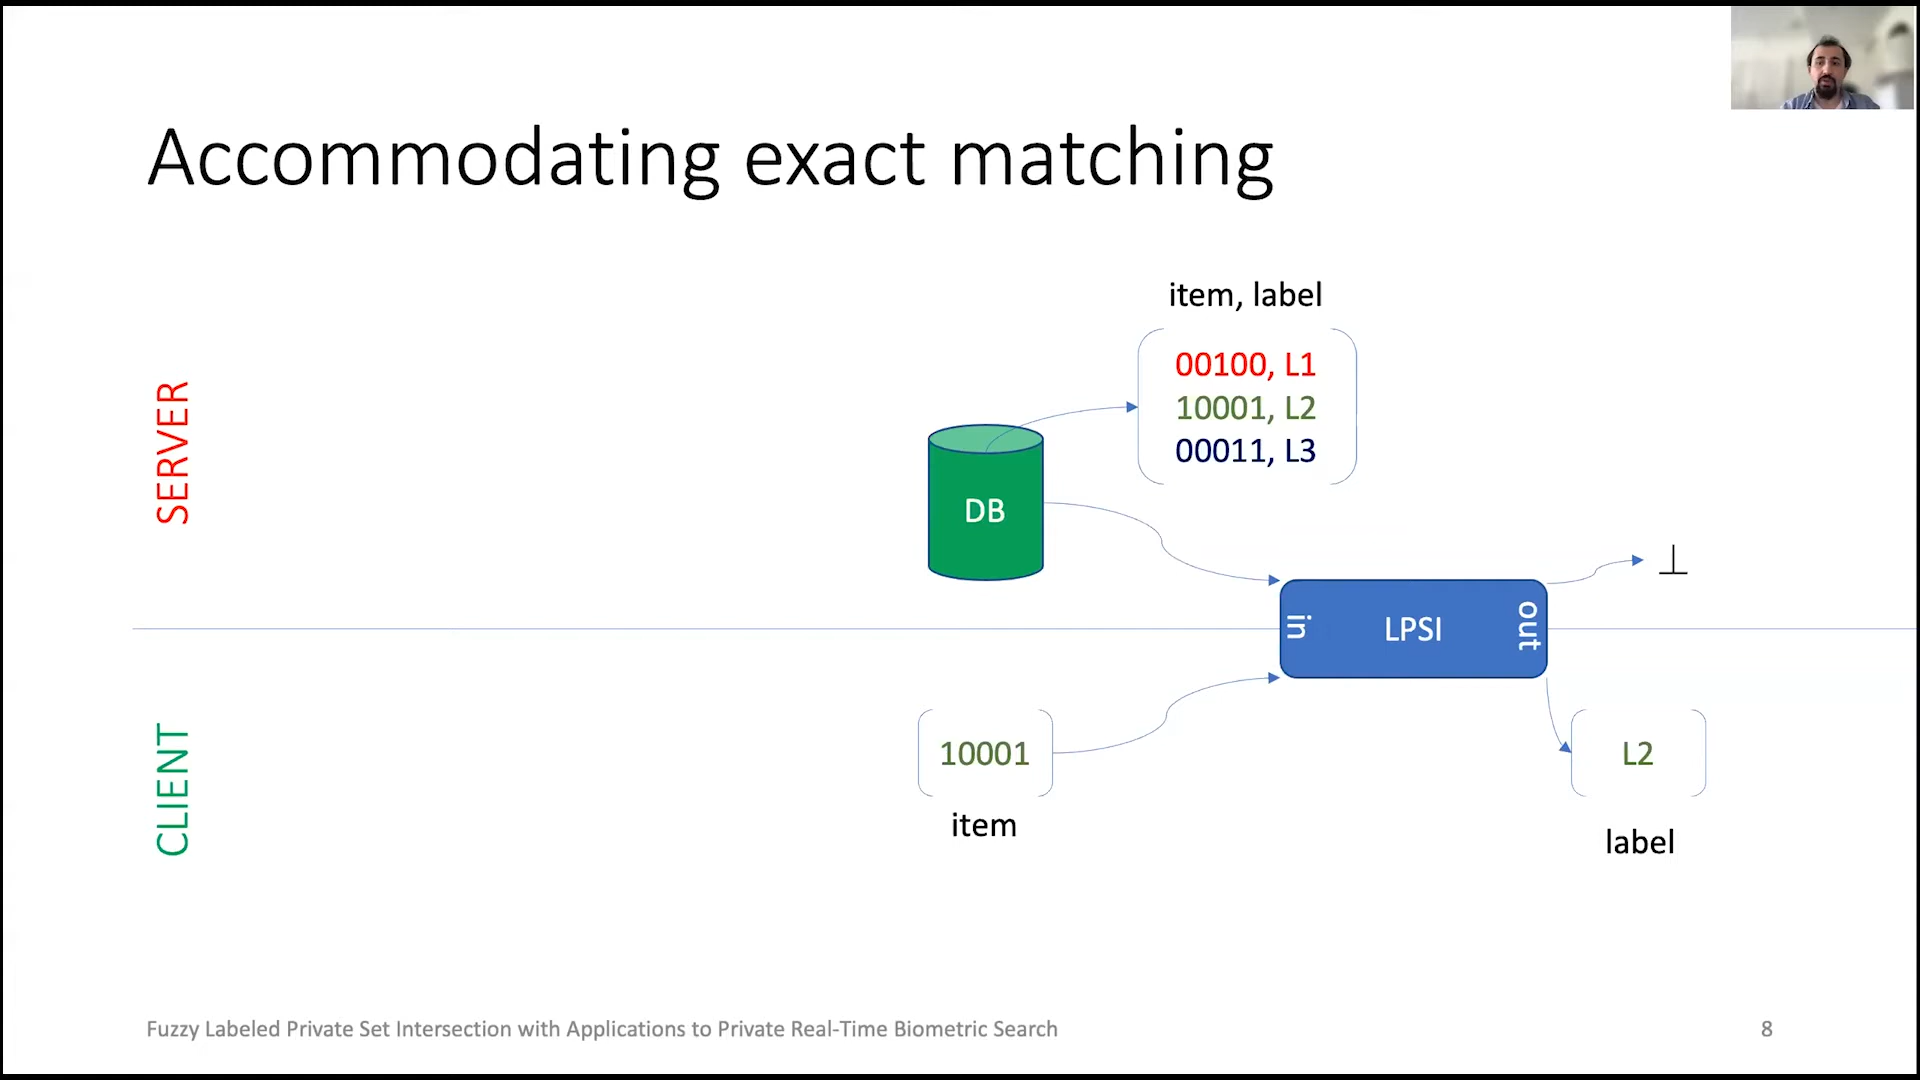 Accommodating exact matching
item, label
00100, L1
10001, L2
00011, L3
SERVER
DB
⊥
in
LPSI
out
CLIENT
10001
item
L2
label
Fuzzy Labeled Private Set Intersection with Applications to Private Real-Time Biometric Search
8